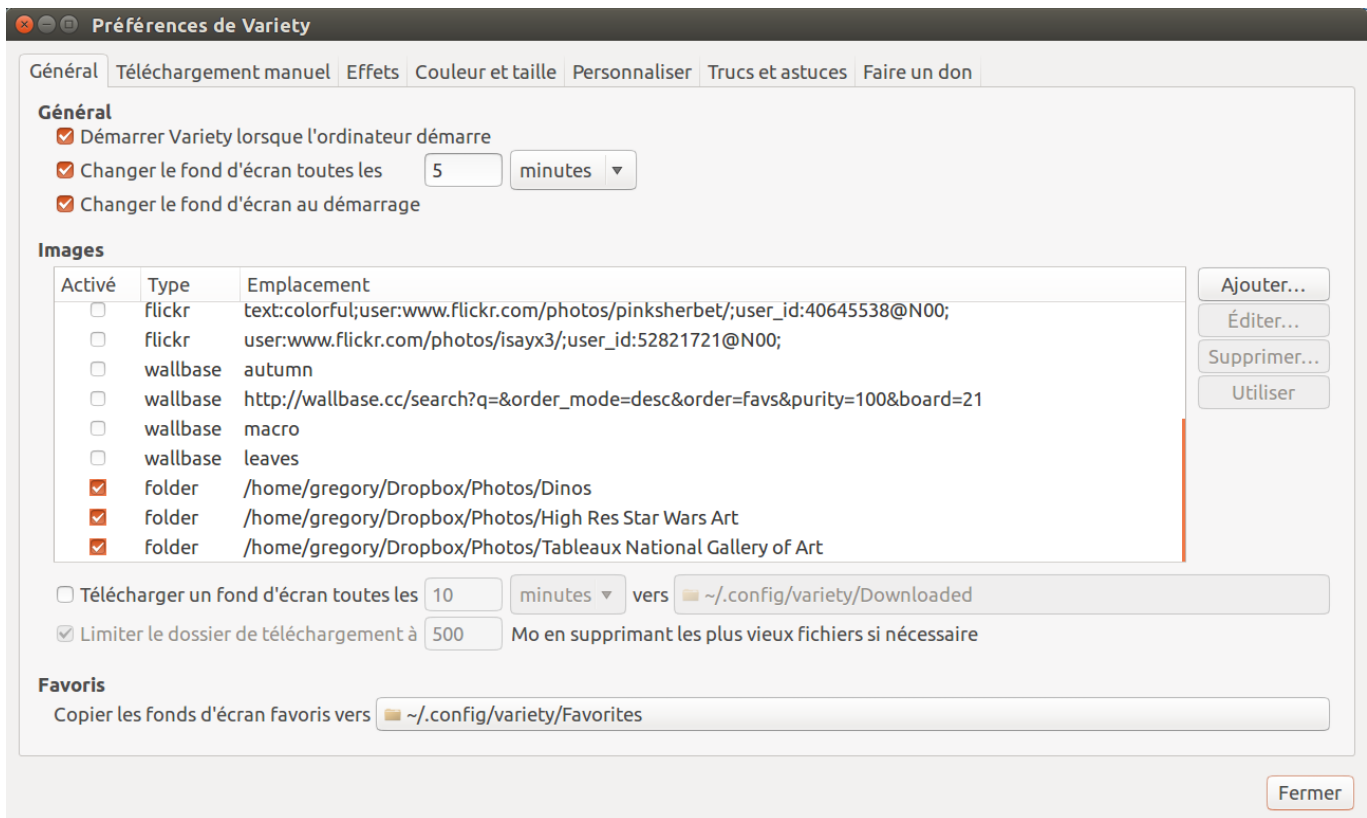 Préférences de Variety
Général Téléchargement manuel Effets Couleur et taille Personnaliser Trucs et astuces Faire un don
Général
Démarrer Variety lorsque l'ordinateur démarre
Changer le fond d'écran toutes les 5 minutes
Changer le fond d'écran au démarrage
Images
Activé Type Emplacement
flickr text:colorful;user:www.flickr.com/photos/pinksherbet/;user_id:40645538@N00;
flickr user:www.flickr.com/photos/isayx3/;user_id:52821721@N00;
wallbase autumn
wallbase http://wallbase.cc/search?q=&order_mode=desc&order=favs&purity=100&board=21
wallbase macro
wallbase leaves
folder /home/gregory/Dropbox/Photos/Dinos
folder /home/gregory/Dropbox/Photos/High Res Star Wars Art
folder /home/gregory/Dropbox/Photos/Tableaux National Gallery of Art
Ajouter...
Éditer...
Supprimer...
Utiliser
Télécharger un fond d'écran toutes les 10 minutes vers ~/.config/variety/Downloaded
Limiter le dossier de téléchargement à 500 Mo en supprimant les plus vieux fichiers si nécessaire
Favoris
Copier les fonds d'écran favoris vers ~/.config/variety/Favorites
Fermer